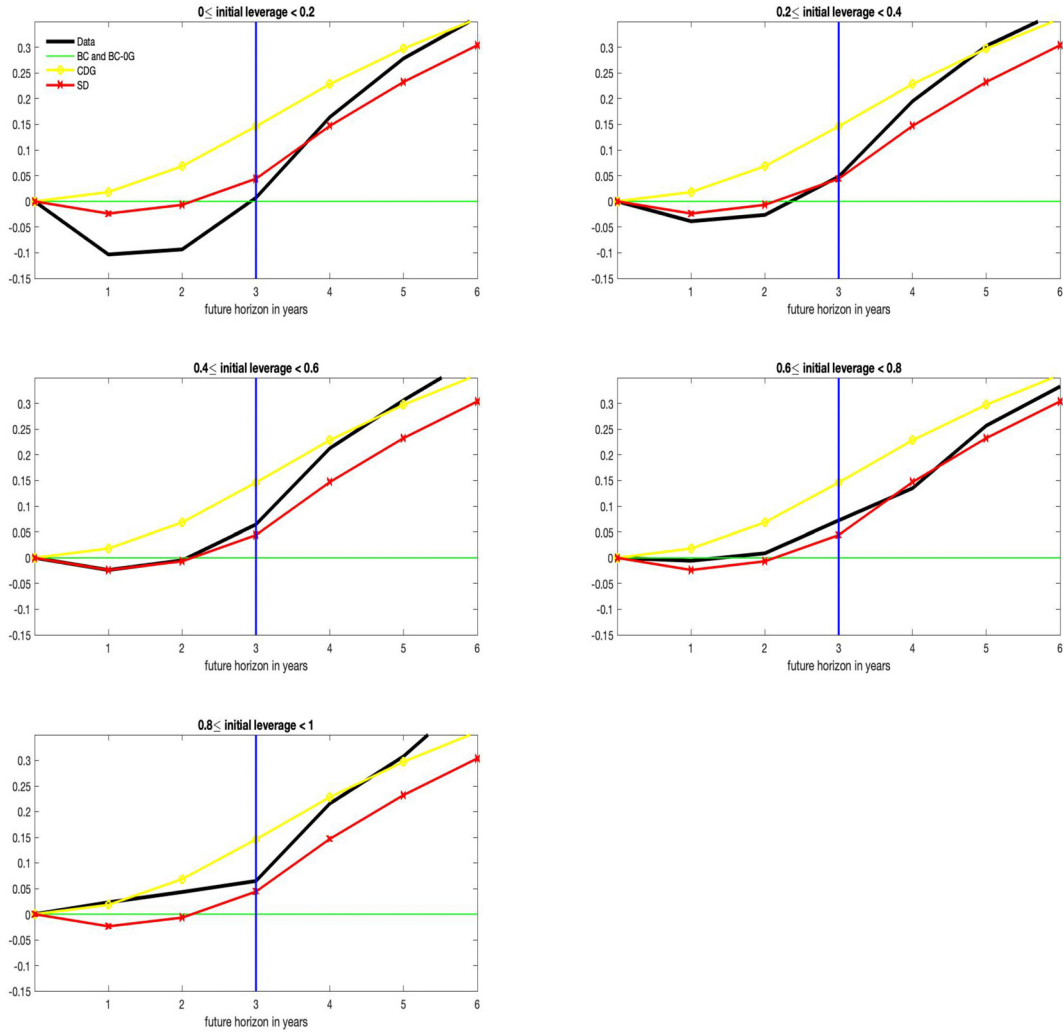 0≤ initial leverage < 0.2
Data
BC and BC-0G
CDG
SD
0.3
0.25
0.2
0.15
0.1
0.05
0
-0.05
-0.1
-0.15
1 2 3 4 5 6
future horizon in years
0.2≤ initial leverage < 0.4
0.3
0.25
0.2
0.15
0.1
0.05
0
-0.05
-0.1
-0.15
1 2 3 4 5 6
future horizon in years
0.4≤ initial leverage < 0.6
0.3
0.25
0.2
0.15
0.1
0.05
0
-0.05
-0.1
-0.15
1 2 3 4 5 6
future horizon in years
0.6≤ initial leverage < 0.8
0.3
0.25
0.2
0.15
0.1
0.05
0
-0.05
-0.1
-0.15
1 2 3 4 5 6
future horizon in years
0.8≤ initial leverage < 1
0.3
0.25
0.2
0.15
0.1
0.05
0
-0.05
-0.1
-0.15
1 2 3 4 5 6
future horizon in years